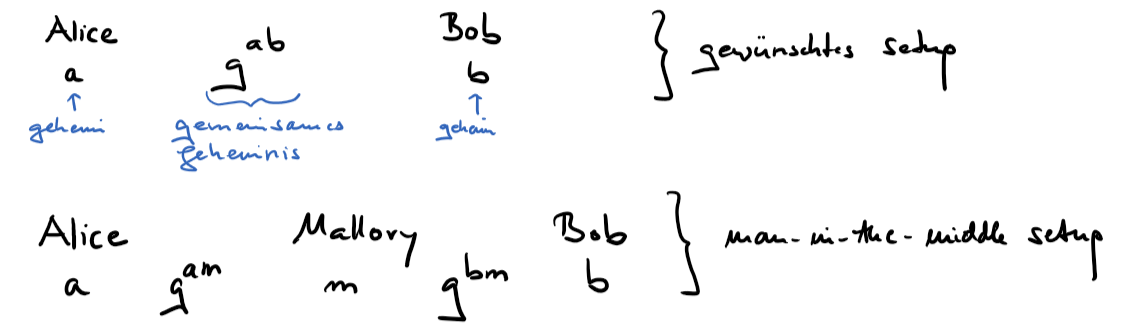 Alice g^ab Bob } gewünschtes setup
a b
↑ ↑
geheim gemeinsames geheim
geheimnis
Alice Mallory Bob } man-in-the-middle setup
a g^am m g^bm b